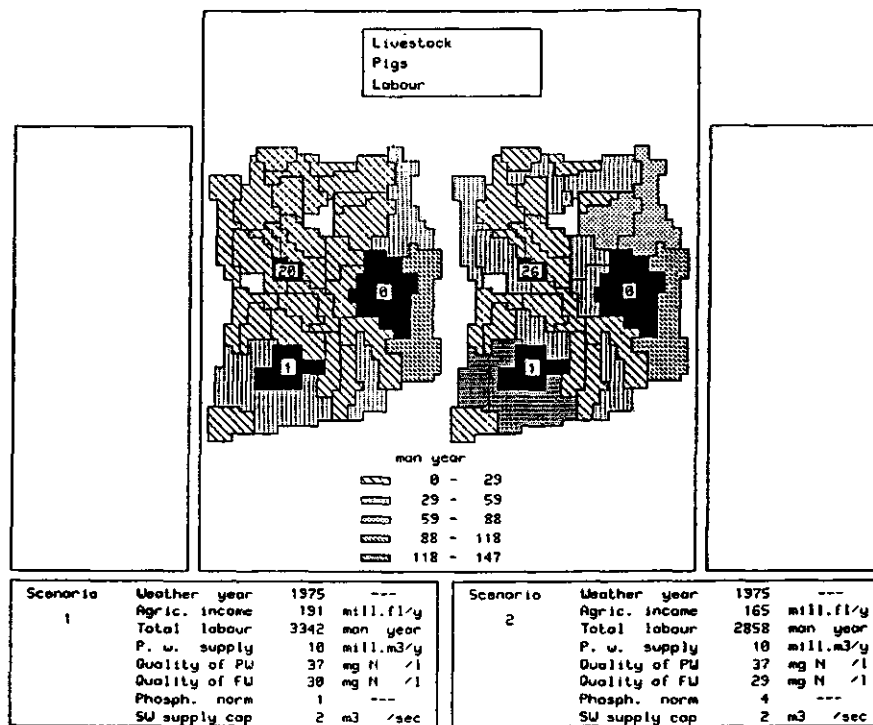 Livestock
Pigs
Labour
20
0
1
26
0
1
man year
0 - 29
29 - 59
59 - 88
88 - 118
118 - 147
Scenario 1
Weather year 1975 ---
Agric. income 191 mill.fl/y
Total labour 3342 man year
P. w. supply 10 mill.m3/y
Quality of PW 37 mg N /l
Quality of FW 30 mg N /l
Phosph. norm 1 ---
SW supply cap 2 m3 /sec
Scenario 2
Weather year 1975 ---
Agric. income 165 mill.fl/y
Total labour 2858 man year
P. w. supply 10 mill.m3/y
Quality of PW 37 mg N /l
Quality of FW 29 mg N /l
Phosph. norm 4 ---
SW supply cap 2 m3 /sec